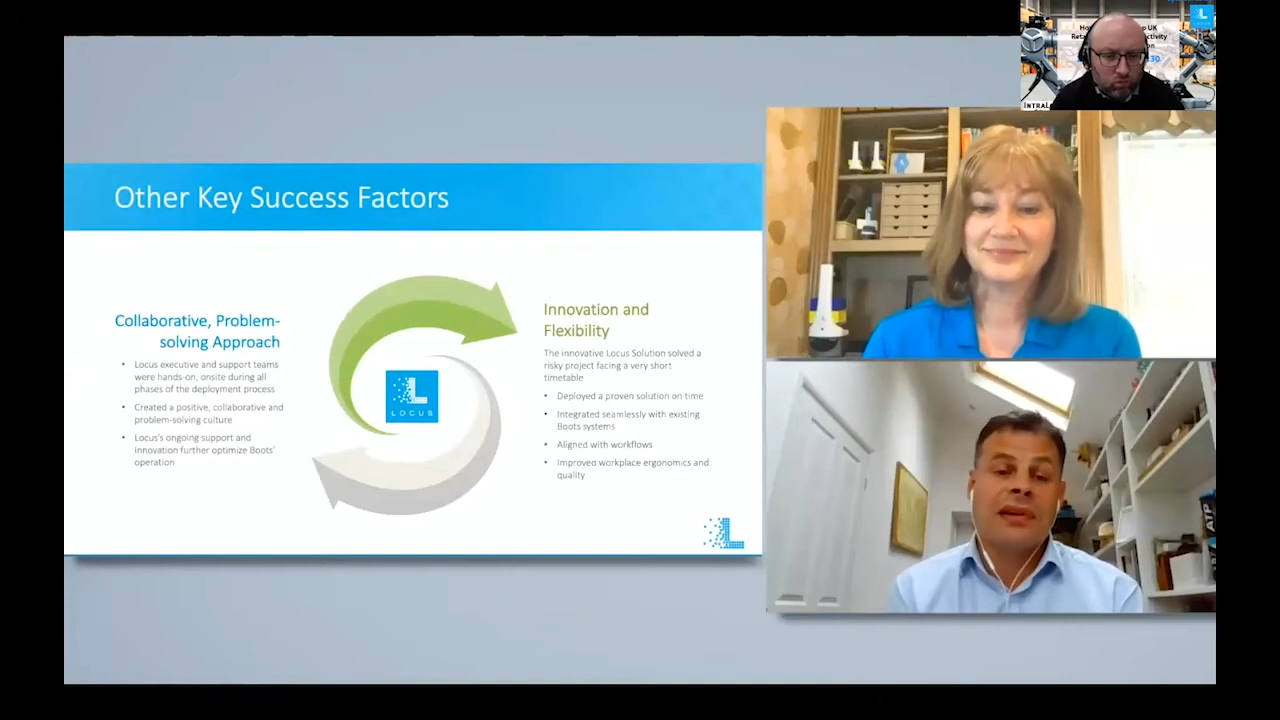 Other Key Success Factors
Collaborative, Problem-
solving Approach
• Locus executive and support teams
were hands-on, onsite during all
phases of the deployment process
• Created a positive, collaborative and
problem-solving culture
• Locus's ongoing support and
innovation further optimize Boots'
operation
L
LOCUS
Innovation and
Flexibility
The innovative Locus Solution solved a
risky project facing a very short
timetable
• Deployed a proven solution on time
• Integrated seamlessly with existing
Boots systems
• Aligned with workflows
• Improved workplace ergonomics and
quality
UK
ATP